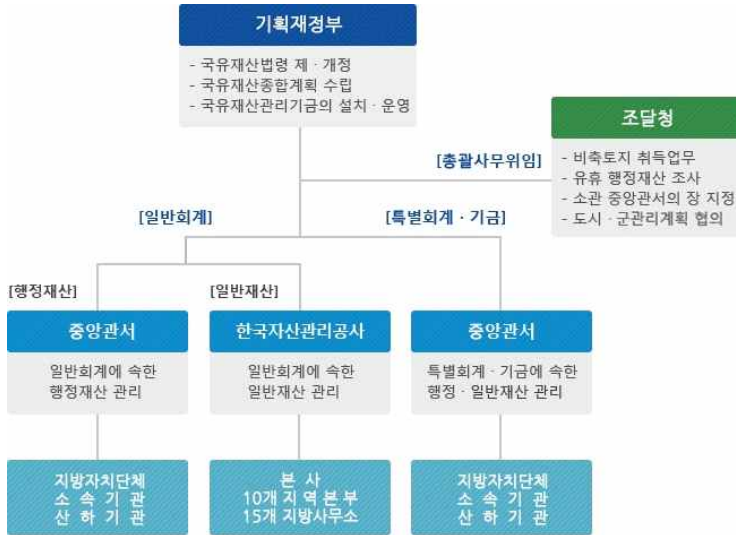 기획재정부
- 국유재산법령 제 · 개정
- 국유재산종합계획 수립
- 국유재산관리기금의 설치 · 운영
조달청
- 비축토지 취득업무
- 유휴 행정재산 조사
- 소관 중앙관서의 장 지정
- 도시 · 군관리계획 협의
[총괄사무위임]
[일반회계]
[특별회계 · 기금]
[행정재산]
[일반재산]
중앙관서
일반회계에 속한
행정재산 관리
한국자산관리공사
일반회계에 속한
일반재산 관리
중앙관서
특별회계 · 기금에 속한
행정 · 일반재산 관리
지방자치단체
소 속 기 관
산 하 기 관
본 사
10개 지 역 본 부
15개 지방사무소
지방자치단체
소 속 기 관
산 하 기 관